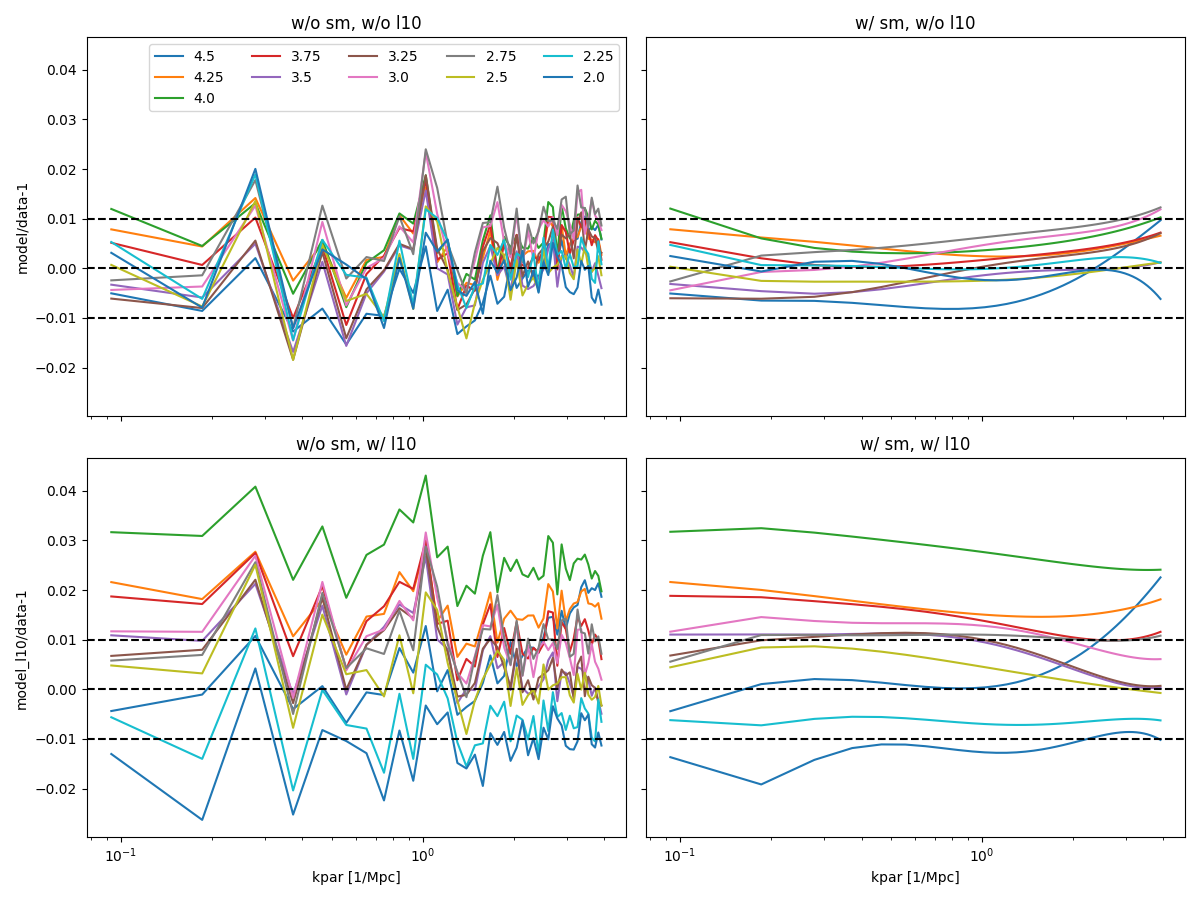 w/o sm, w/o l10
w/ sm, w/o l10
4.5 3.75 3.25 2.75 2.25
4.25 3.5 3.0 2.5 2.0
4.0
0.04
0.03
0.02
0.01
0.00
−0.01
−0.02
model/data-1
w/o sm, w/ l10
w/ sm, w/ l10
0.04
0.03
0.02
0.01
0.00
−0.01
−0.02
model_l10/data-1
10⁻¹ 10⁰
10⁻¹ 10⁰
kpar [1/Mpc]
kpar [1/Mpc]